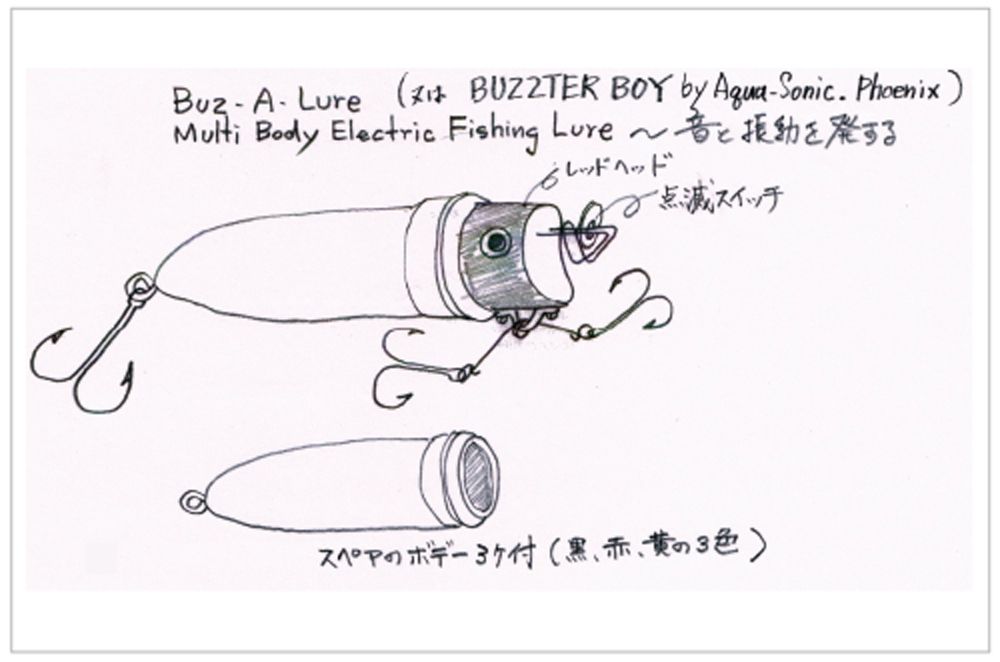 Buz-A-Lure (又は BUZZTER BOY by Aqua-Sonic. Phoenix)
Multi Body Electric Fishing Lure ～ 音と振動を発する
レッドヘッド
点滅スイッチ
スペアのボデー3ケ付(黒、赤、黄の3色)